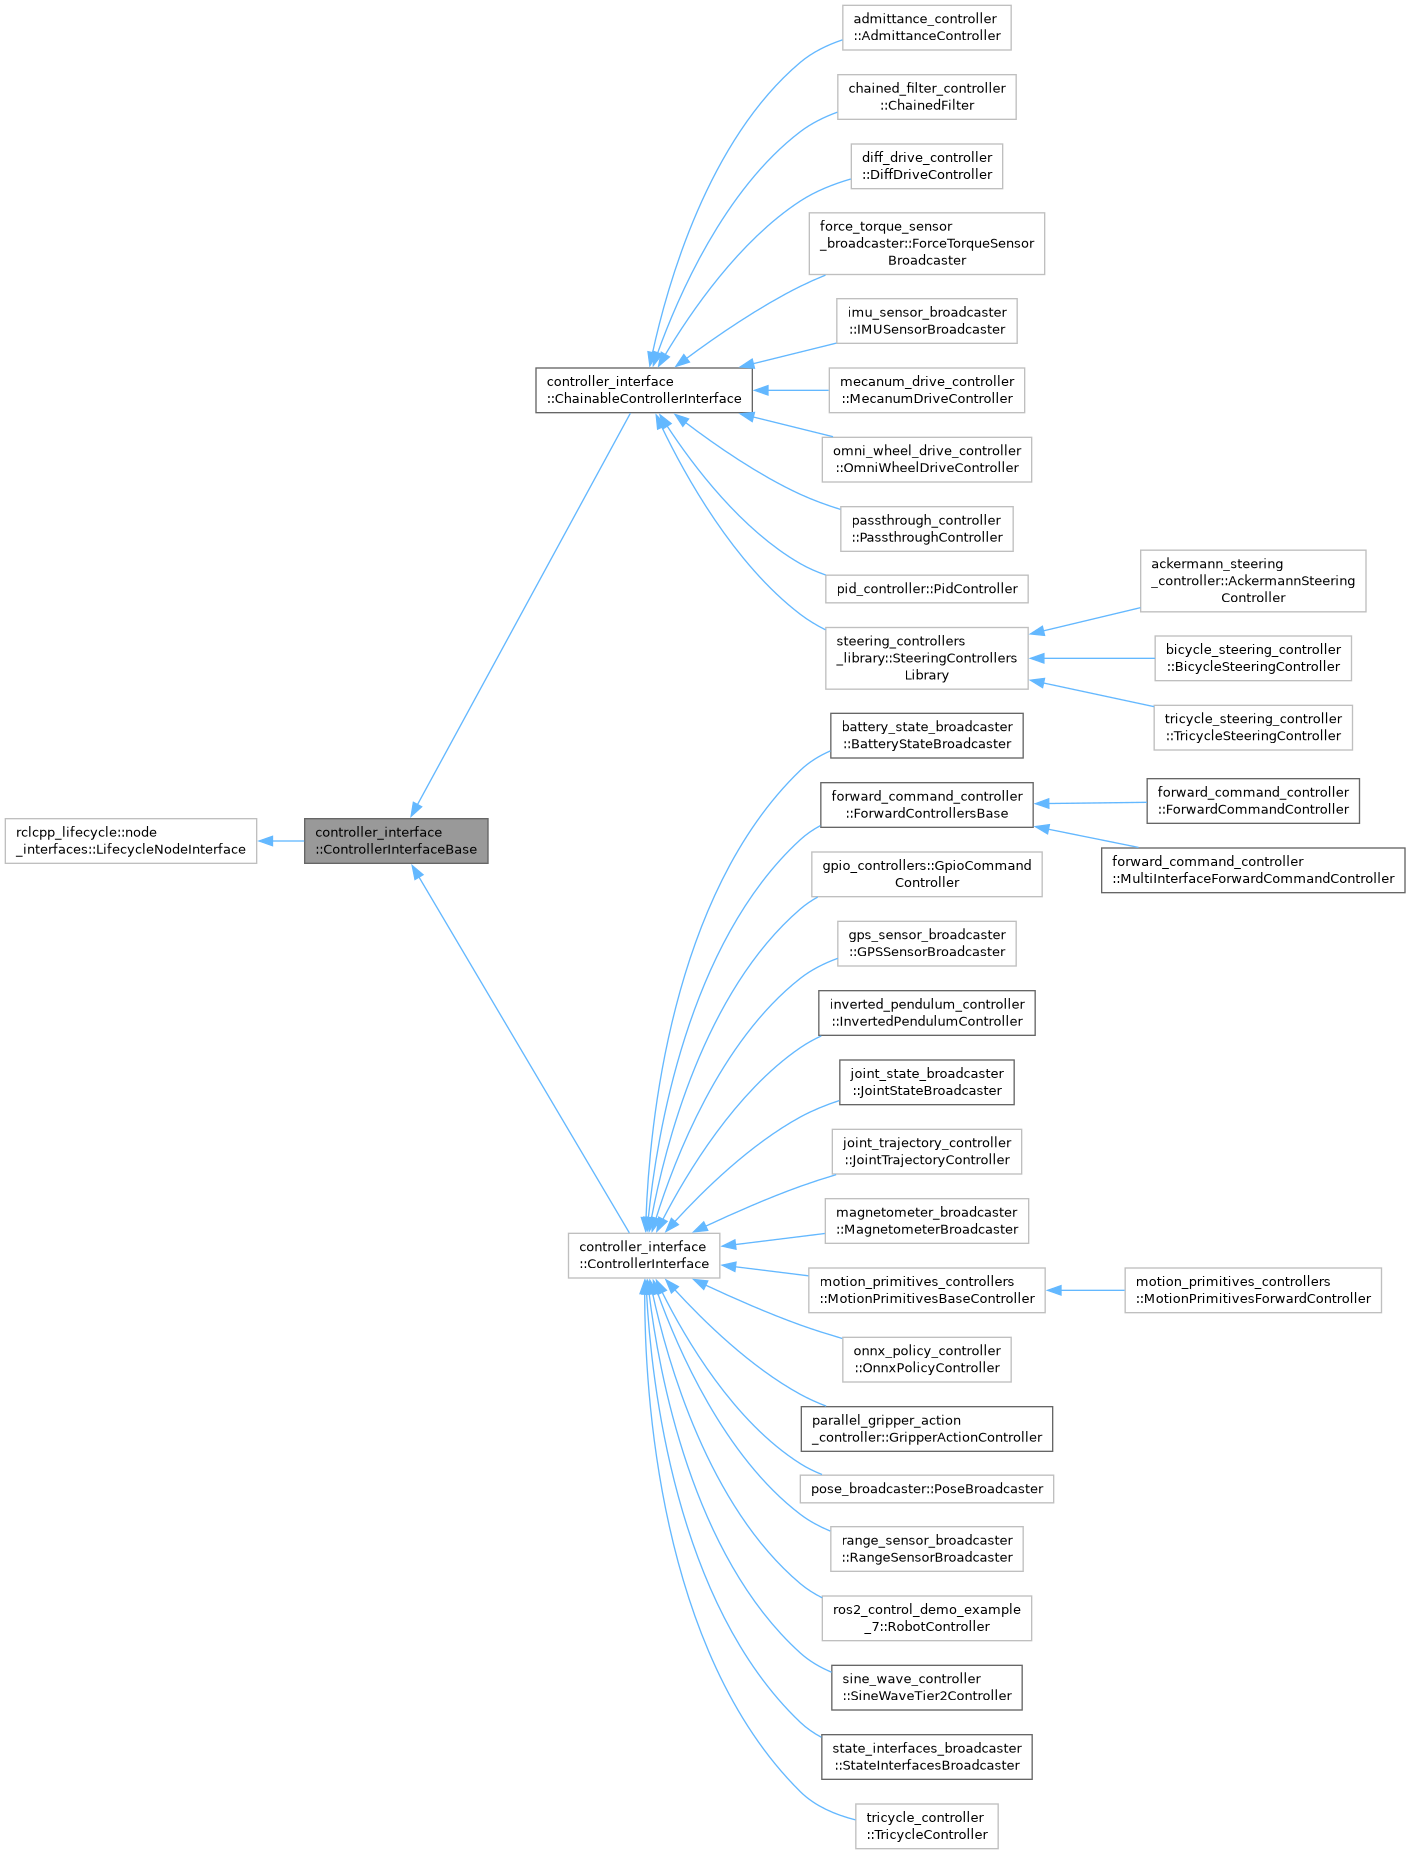 admittance_controller
::AdmittanceController
chained_filter_controller
::ChainedFilter
diff_drive_controller
::DiffDriveController
force_torque_sensor
_broadcaster::ForceTorqueSensor
Broadcaster
imu_sensor_broadcaster
::IMUSensorBroadcaster
controller_interface
::ChainableControllerInterface
mecanum_drive_controller
::MecanumDriveController
omni_wheel_drive_controller
::OmniWheelDriveController
passthrough_controller
::PassthroughController
pid_controller::PidController
steering_controllers
_library::SteeringControllers
Library
ackermann_steering
_controller::AckermannSteering
Controller
bicycle_steering_controller
::BicycleSteeringController
tricycle_steering_controller
::TricycleSteeringController
battery_state_broadcaster
::BatteryStateBroadcaster
forward_command_controller
::ForwardControllersBase
forward_command_controller
::ForwardCommandController
forward_command_controller
::MultiInterfaceForwardCommandController
rclcpp_lifecycle::node
_interfaces::LifecycleNodeInterface
controller_interface
::ControllerInterfaceBase
gpio_controllers::GpioCommand
Controller
gps_sensor_broadcaster
::GPSSensorBroadcaster
inverted_pendulum_controller
::InvertedPendulumController
joint_state_broadcaster
::JointStateBroadcaster
joint_trajectory_controller
::JointTrajectoryController
magnetometer_broadcaster
::MagnetometerBroadcaster
controller_interface
::ControllerInterface
motion_primitives_controllers
::MotionPrimitivesBaseController
motion_primitives_controllers
::MotionPrimitivesForwardController
onnx_policy_controller
::OnnxPolicyController
parallel_gripper_action
_controller::GripperActionController
pose_broadcaster::PoseBroadcaster
range_sensor_broadcaster
::RangeSensorBroadcaster
ros2_control_demo_example
_7::RobotController
sine_wave_controller
::SineWaveTier2Controller
state_interfaces_broadcaster
::StateInterfacesBroadcaster
tricycle_controller
::TricycleController